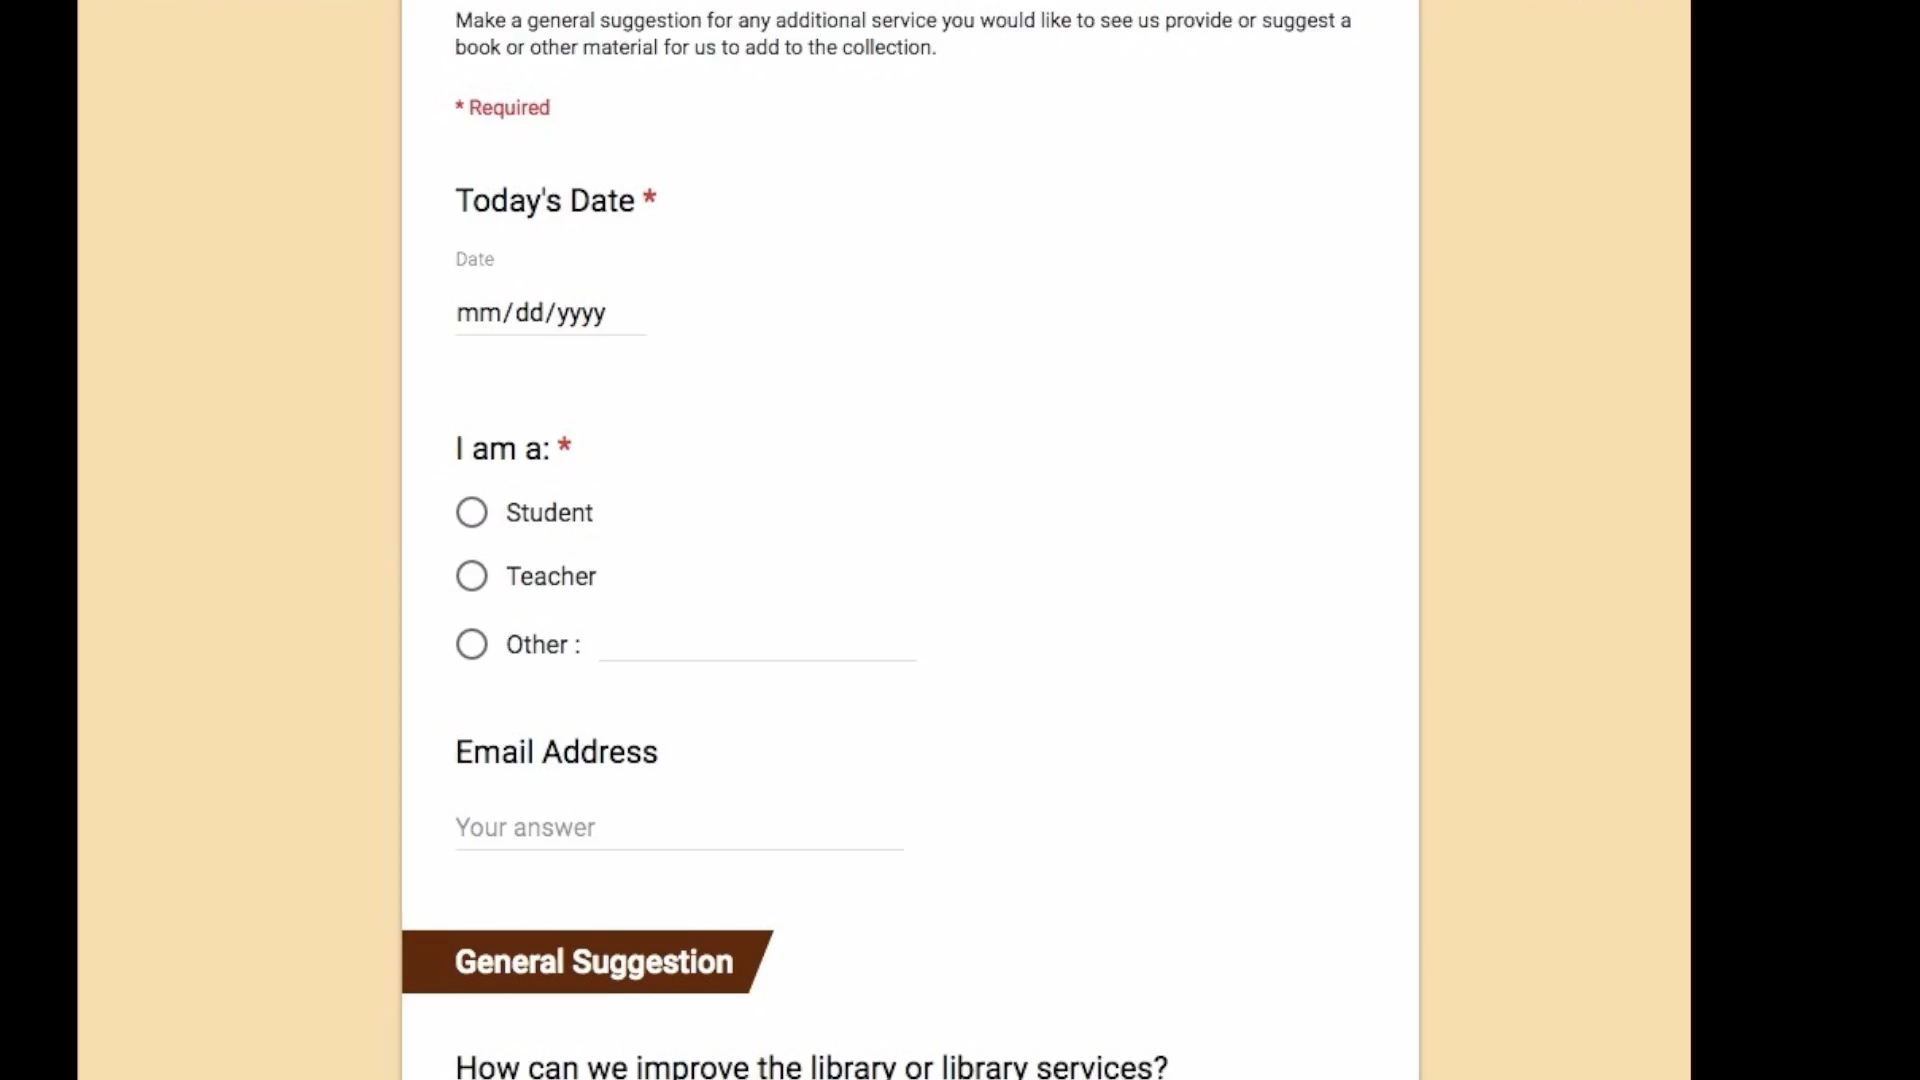 Make a general suggestion for any additional service you would like to see us provide or suggest a
book or other material for us to add to the collection.
* Required
Today's Date *
Date
mm/dd/yyyy
I am a: *
Student
Teacher
Other :
Email Address
Your answer
General Suggestion
How can we improve the library or library services?